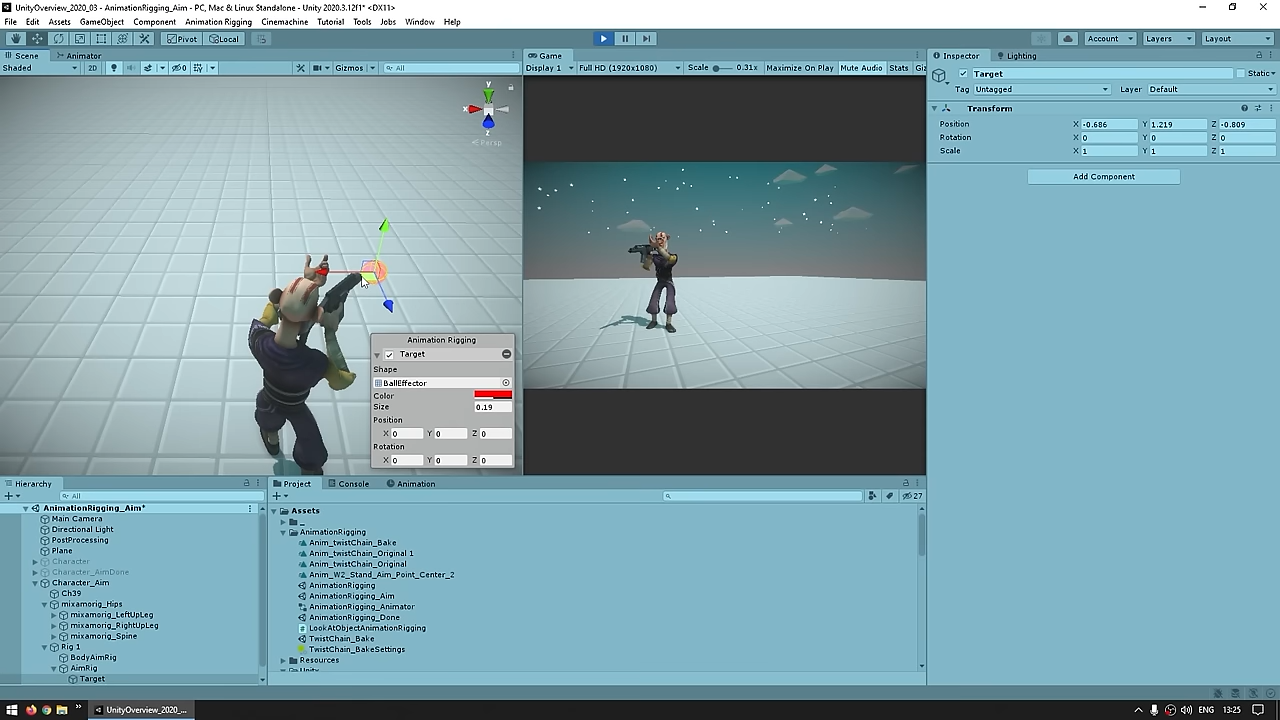 UnityOverview_2020_03 - AnimationRigging_Aim - PC, Mac & Linux Standalone - Unity 2020.3.12f1* <DX11>
File Edit Assets GameObject Component Animation Rigging Cinemachine Tutorial Tools Jobs Window Help
Pivot Local Account Layers Layout
Scene Animator
Shaded 2D 0 Gizmos All
y
x
z
Persp
Animation Rigging
Target
Shape
BallEffector
Color
Size 0.19
Position
X 0 Y 0 Z 0
Rotation
X 0 Y 0 Z 0
Game
Display 1 Full HD (1920x1080) Scale 0.31x Maximize On Play Mute Audio Stats Giz
Inspector Lighting
Target Static
Tag Untagged Layer Default
Transform
Position X -0.686 Y 1.219 Z -0.809
Rotation X 0 Y 0 Z 0
Scale X 1 Y 1 Z 1
Add Component
Hierarchy
All
AnimationRigging_Aim*
Main Camera
Directional Light
PostProcessing
Plane
Character
Character_AimDone
Character_Aim
Ch39
mixamorig_Hips
mixamorig_LeftUpLeg
mixamorig_RightUpLeg
mixamorig_Spine
Rig 1
BodyAimRig
AimRig
Target
Project Console Animation
27
Assets
_
AnimationRigging
Anim_twistChain_Bake
Anim_twistChain_Original 1
Anim_twistChain_Original
Anim_W2_Stand_Aim_Point_Center_2
AnimationRigging
AnimationRigging_Aim
AnimationRigging_Animator
AnimationRigging_Done
LookAtObjectAnimationRigging
TwistChain_Bake
TwistChain_BakeSettings
Resources
Unity
UnityOverview_2020_... ENG 13:25